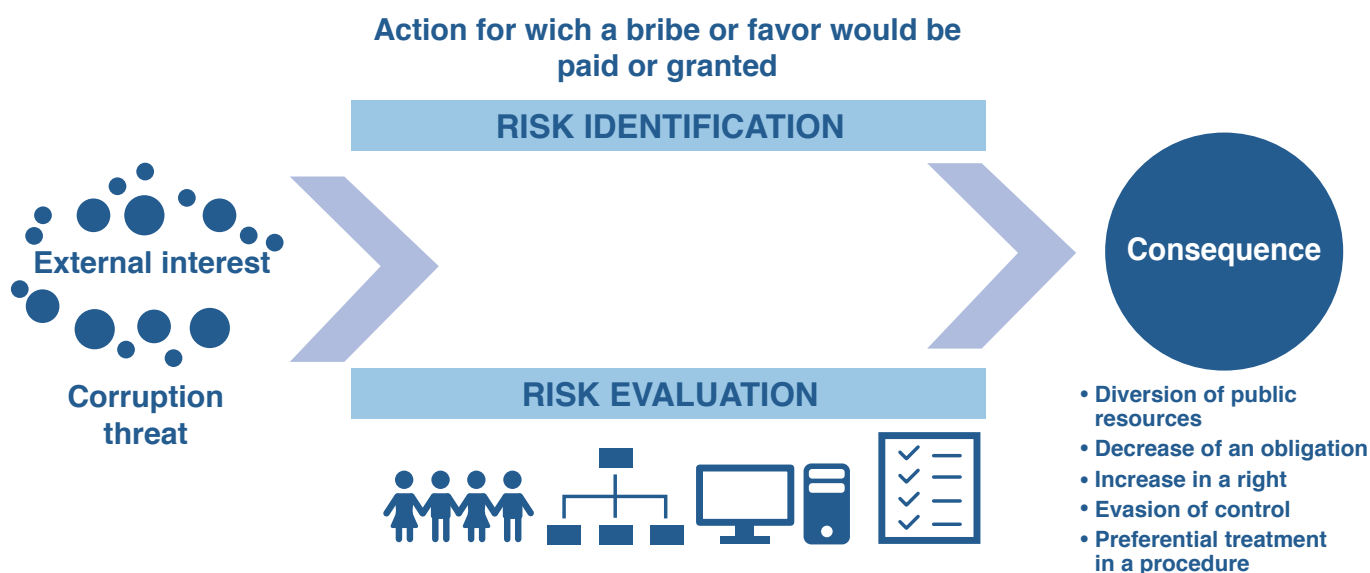 Action for wich a bribe or favor would be
paid or granted
RISK IDENTIFICATION
External interest
Corruption
threat
RISK EVALUATION
Consequence
• Diversion of public
resources
• Decrease of an obligation
• Increase in a right
• Evasion of control
• Preferential treatment
in a procedure